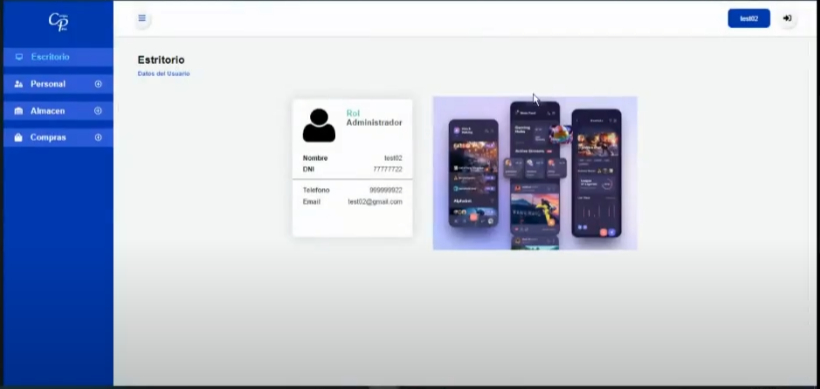 CP
test02
Escritorio
Personal
Almacen
Compras
Estritorio
Datos del Usuario
Rol
Administrador
Nombre test02
DNI 77777722
Telefono 999999922
Email test02@gmail.com